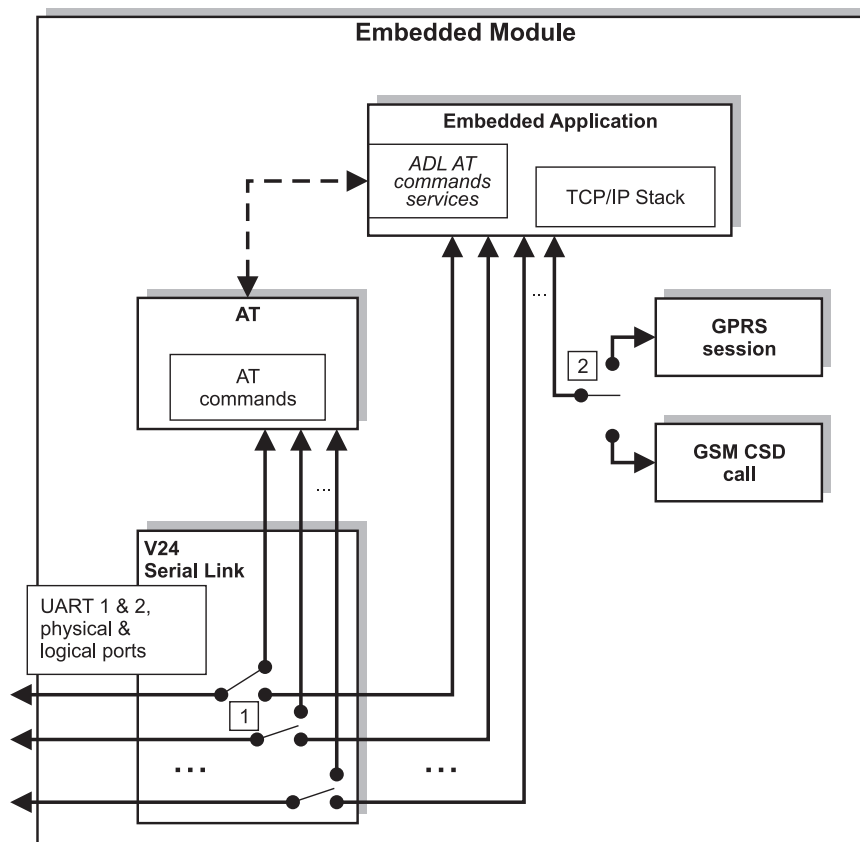 Embedded Module
Embedded Application
ADL AT
commands
services
TCP/IP Stack
...
AT
AT
commands
GPRS
session
2
GSM CSD
call
...
V24
Serial Link
UART 1 & 2,
physical &
logical ports
1
...
...